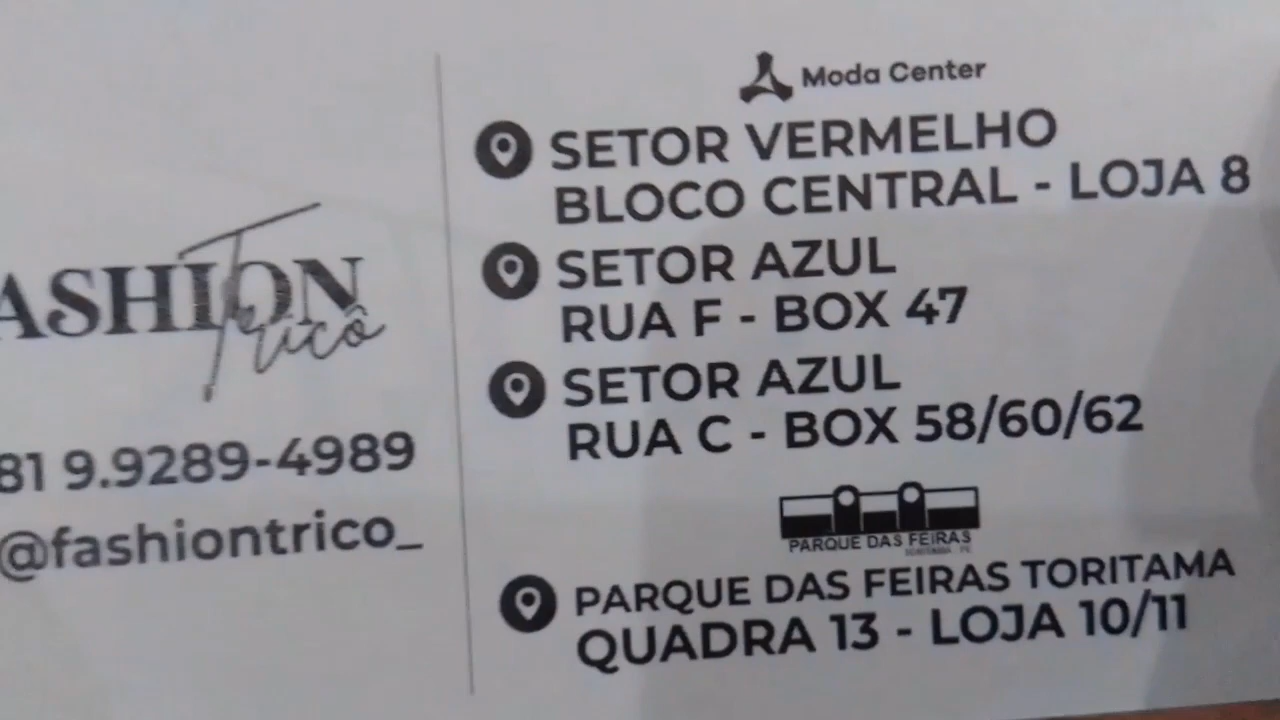 ASHION
Tricô
81 9.9289-4989
@fashiontrico_
Moda Center
SETOR VERMELHO
BLOCO CENTRAL - LOJA 8
SETOR AZUL
RUA F - BOX 47
SETOR AZUL
RUA C - BOX 58/60/62
PARQUE DAS FEIRAS
PARQUE DAS FEIRAS TORITAMA
QUADRA 13 - LOJA 10/11